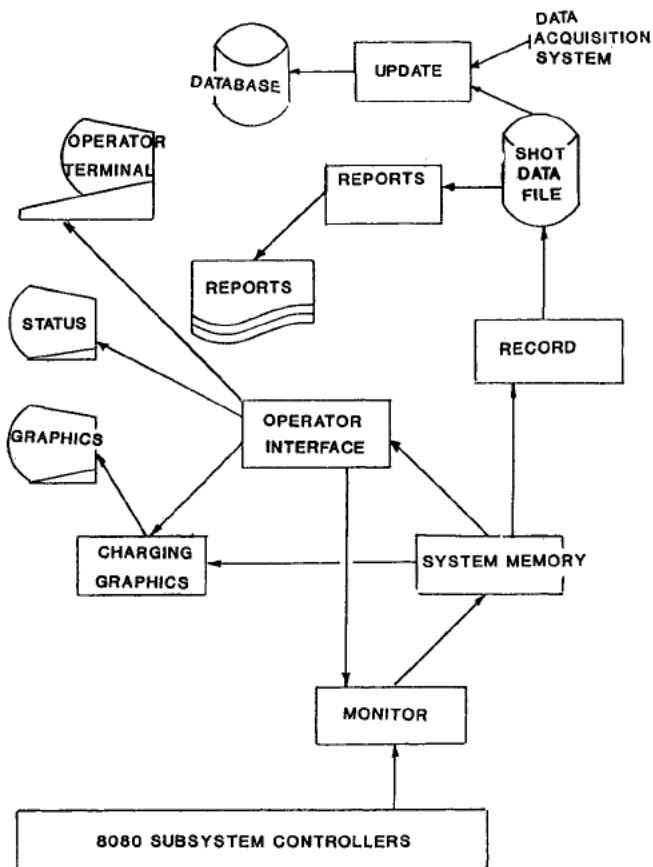 DATA
ACQUISITION
SYSTEM
DATABASE
UPDATE
OPERATOR
TERMINAL
REPORTS
SHOT
DATA
FILE
REPORTS
STATUS
RECORD
GRAPHICS
OPERATOR
INTERFACE
CHARGING
GRAPHICS
SYSTEM MEMORY
MONITOR
8080 SUBSYSTEM CONTROLLERS